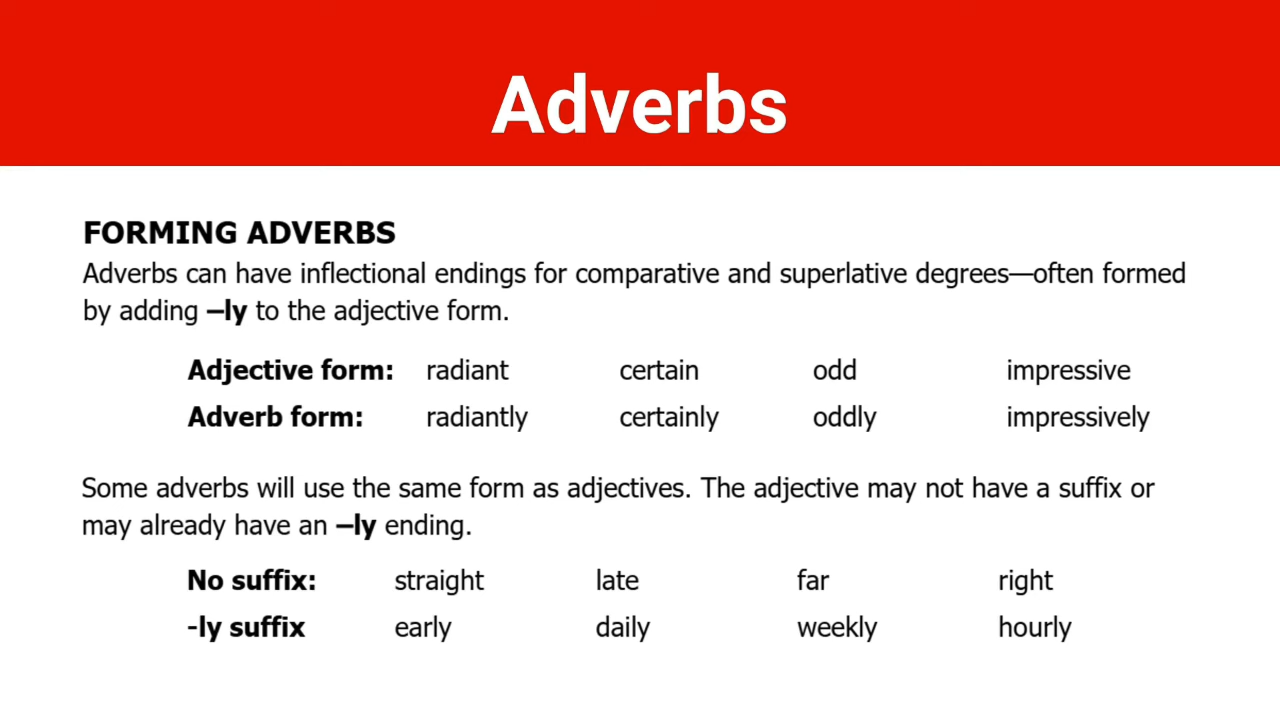 Adverbs
FORMING ADVERBS
Adverbs can have inflectional endings for comparative and superlative degrees—often formed
by adding –ly to the adjective form.
Adjective form: radiant certain odd impressive
Adverb form: radiantly certainly oddly impressively
Some adverbs will use the same form as adjectives. The adjective may not have a suffix or
may already have an –ly ending.
No suffix: straight late far right
-ly suffix early daily weekly hourly